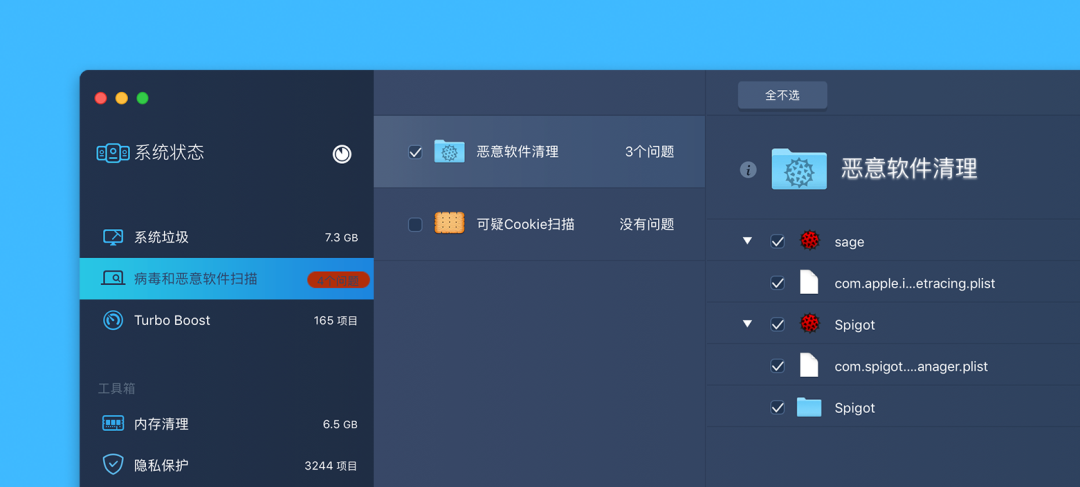 系统状态
系统垃圾 7.3 GB
病毒和恶意软件扫描 4个问题
Turbo Boost 165 项目
工具箱
内存清理 6.5 GB
隐私保护 3244 项目
恶意软件清理 3个问题
可疑Cookie扫描 没有问题
全不选
恶意软件清理
sage
com.apple.i...etracing.plist
Spigot
com.spigot....anager.plist
Spigot